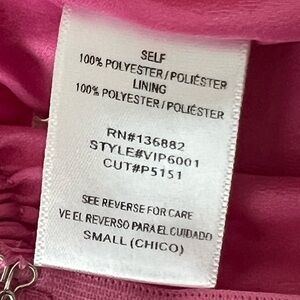 SELF
100% POLYESTER/POLIÉSTER
LINING
100% POLYESTER/POLIÉSTER
RN#136882
STYLE#VIP6001
CUT#P5151
SEE REVERSE FOR CARE
VE EL REVERSO PARA EL CUIDADO
SMALL (CHICO)